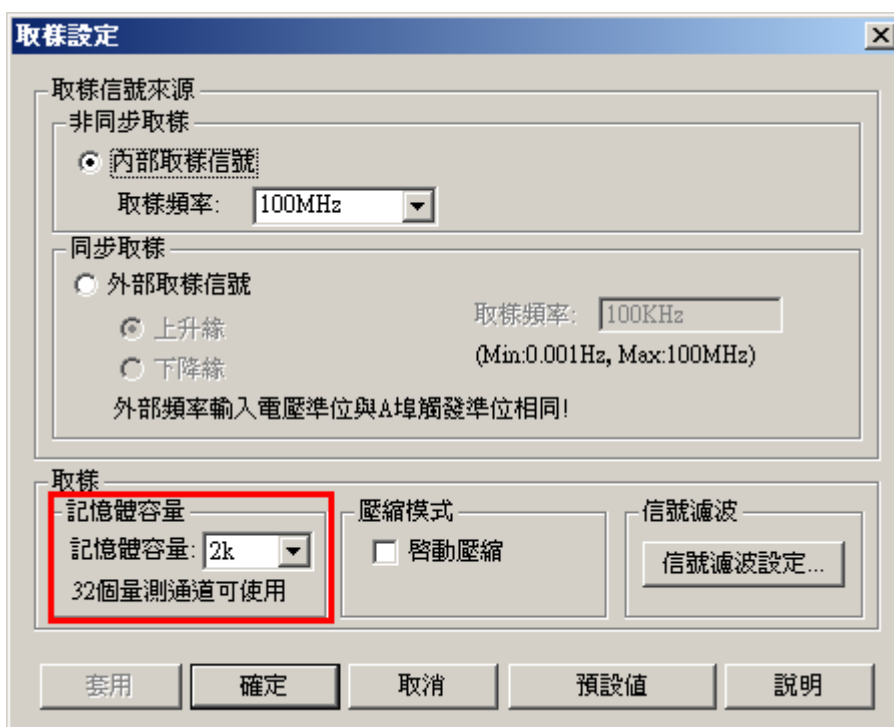 取樣設定
取樣信號來源
非同步取樣
內部取樣信號
取樣頻率: 100MHz
同步取樣
外部取樣信號
上升緣
下降緣
取樣頻率: 100KHz
(Min:0.001Hz, Max:100MHz)
外部頻率輸入電壓準位與A埠觸發準位相同!
取樣
記憶體容量
記憶體容量: 2k
32個量測通道可使用
壓縮模式
啓動壓縮
信號濾波
信號濾波設定...
套用 確定 取消 預設值 說明